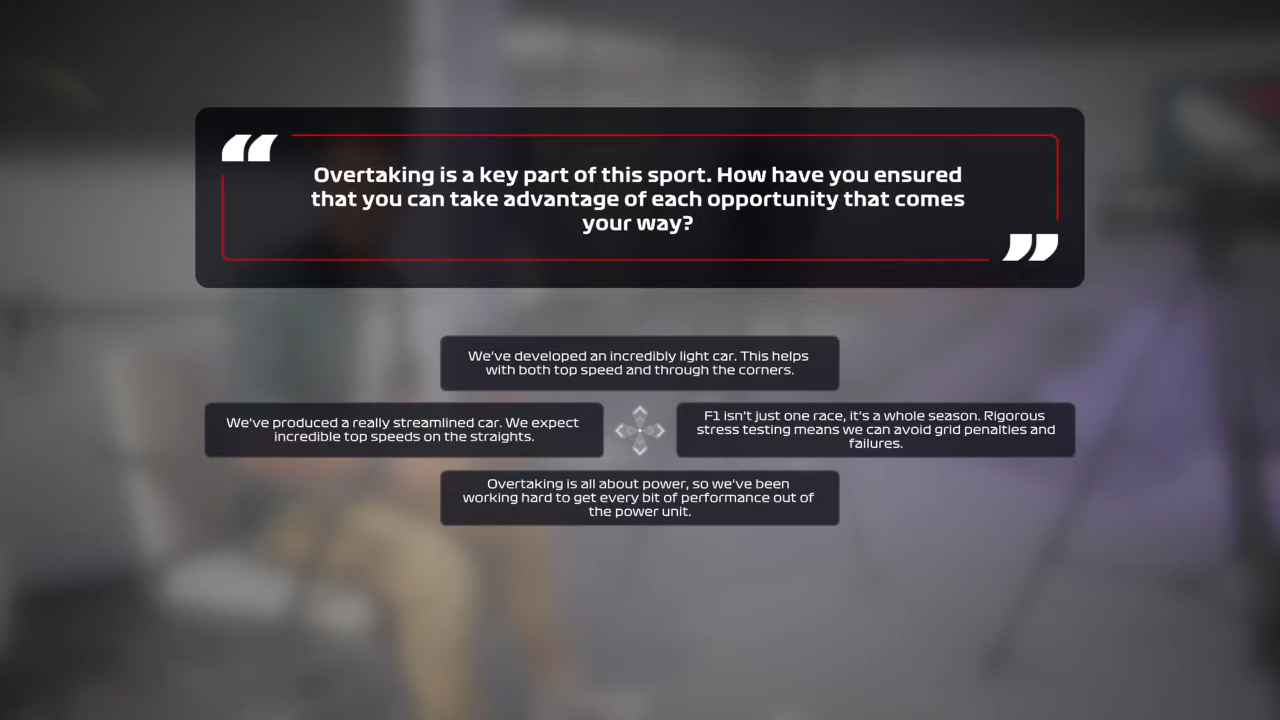 Overtaking is a key part of this sport. How have you ensured
that you can take advantage of each opportunity that comes
your way?
We've developed an incredibly light car. This helps
with both top speed and through the corners.
We've produced a really streamlined car. We expect
incredible top speeds on the straights.
F1 isn't just one race, it's a whole season. Rigorous
stress testing means we can avoid grid penalties and
failures.
Overtaking is all about power, so we've been
working hard to get every bit of performance out of
the power unit.